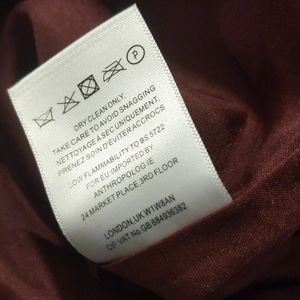 P
DRY CLEAN ONLY,
TAKE CARE TO AVOID SNAGGING
NETTOYAGE A SEC UNIQUEMENT,
PRENEZ SOIN D'EVITER ACCROCS
LOW FLAMMABILITY TO BS 5722
FOR EU IMPORTED BY
ANTHROPOLOGIE
24 MARKET PLACE, 3RD FLOOR
LONDON, UK W1W8AN
CIF-VAT No. GB 684936382